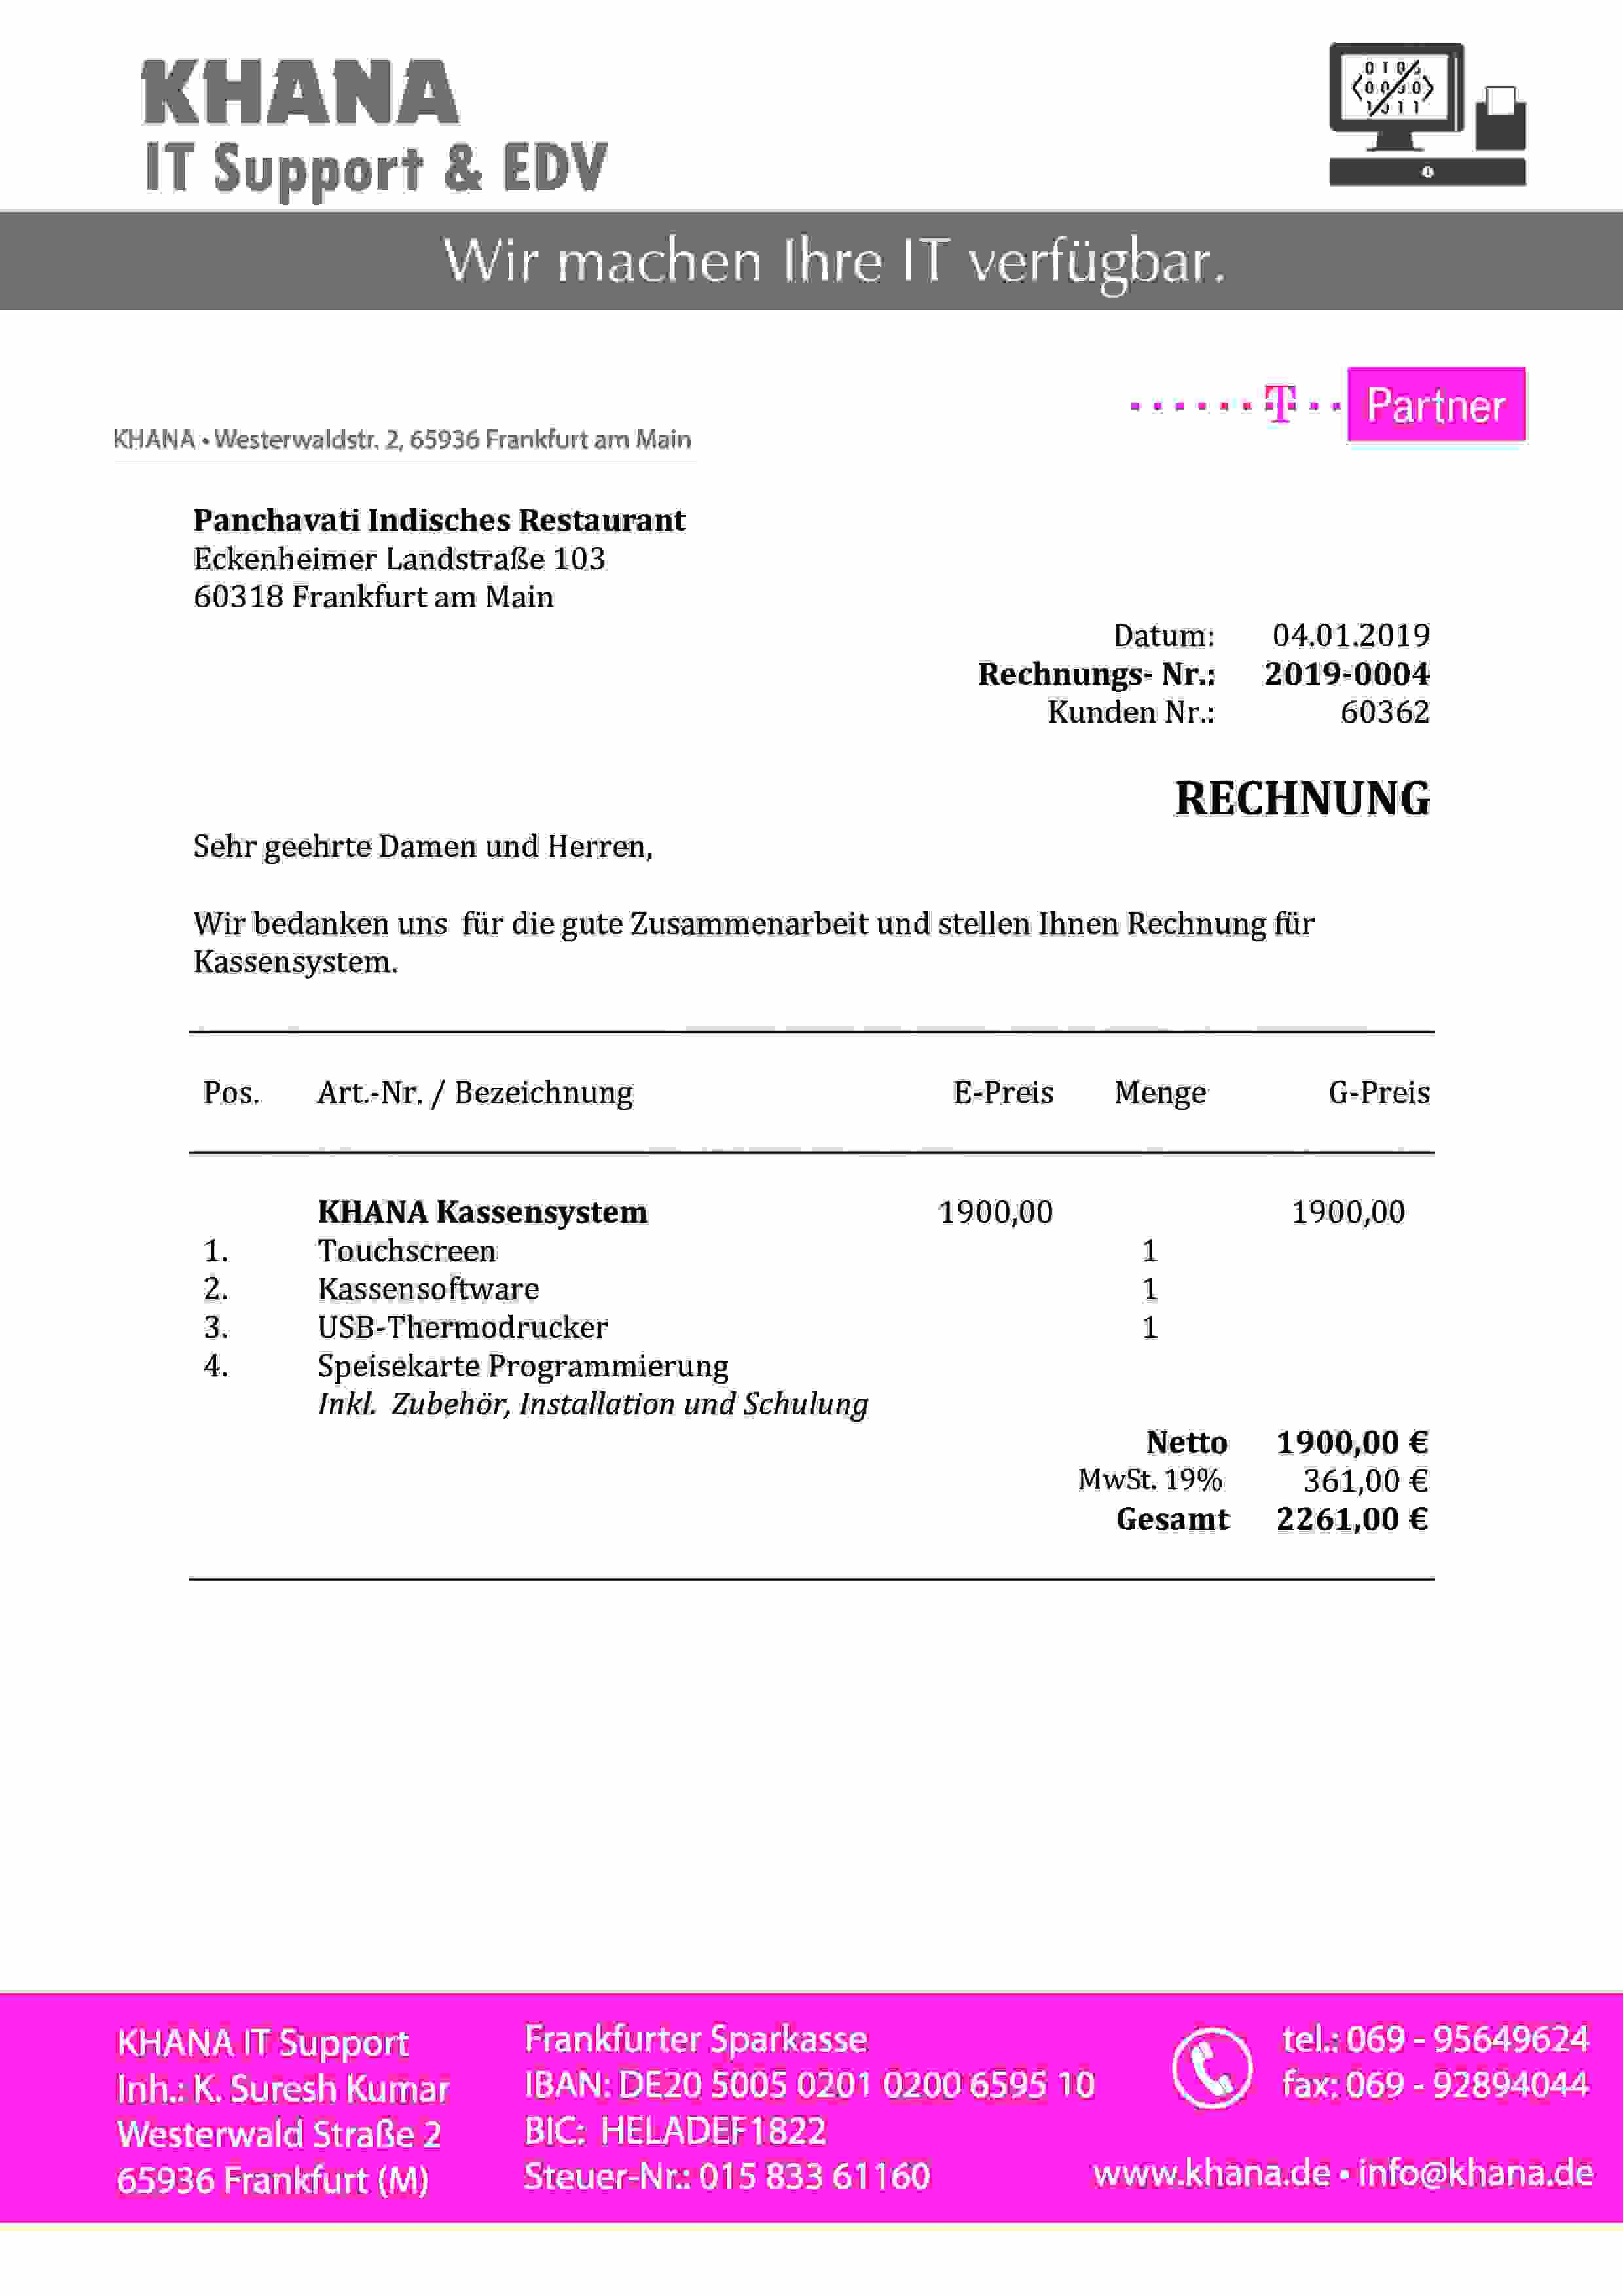 KHANA
IT Support & EDV
Wir machen Ihre IT verfügbar.
T Partner
KHANA • Westerwaldstr. 2, 65936 Frankfurt am Main
Panchavati Indisches Restaurant
Eckenheimer Landstraße 103
60318 Frankfurt am Main
Datum: 04.01.2019
Rechnungs- Nr.: 2019-0004
Kunden Nr.: 60362
RECHNUNG
Sehr geehrte Damen und Herren,
Wir bedanken uns für die gute Zusammenarbeit und stellen Ihnen Rechnung für
Kassensystem.
Pos. Art.-Nr. / Bezeichnung E-Preis Menge G-Preis
KHANA Kassensystem 1900,00 1900,00
1. Touchscreen 1
2. Kassensoftware 1
3. USB-Thermodrucker 1
4. Speisekarte Programmierung
Inkl. Zubehör, Installation und Schulung
Netto 1900,00 €
MwSt. 19% 361,00 €
Gesamt 2261,00 €
KHANA IT Support
Inh.: K. Suresh Kumar
Westerwald Straße 2
65936 Frankfurt (M)
Frankfurter Sparkasse
IBAN: DE20 5005 0201 0200 6595 10
BIC: HELADEF1822
Steuer-Nr.: 015 833 61160
tel.: 069 - 95649624
fax: 069 - 92894044
www.khana.de • info@khana.de